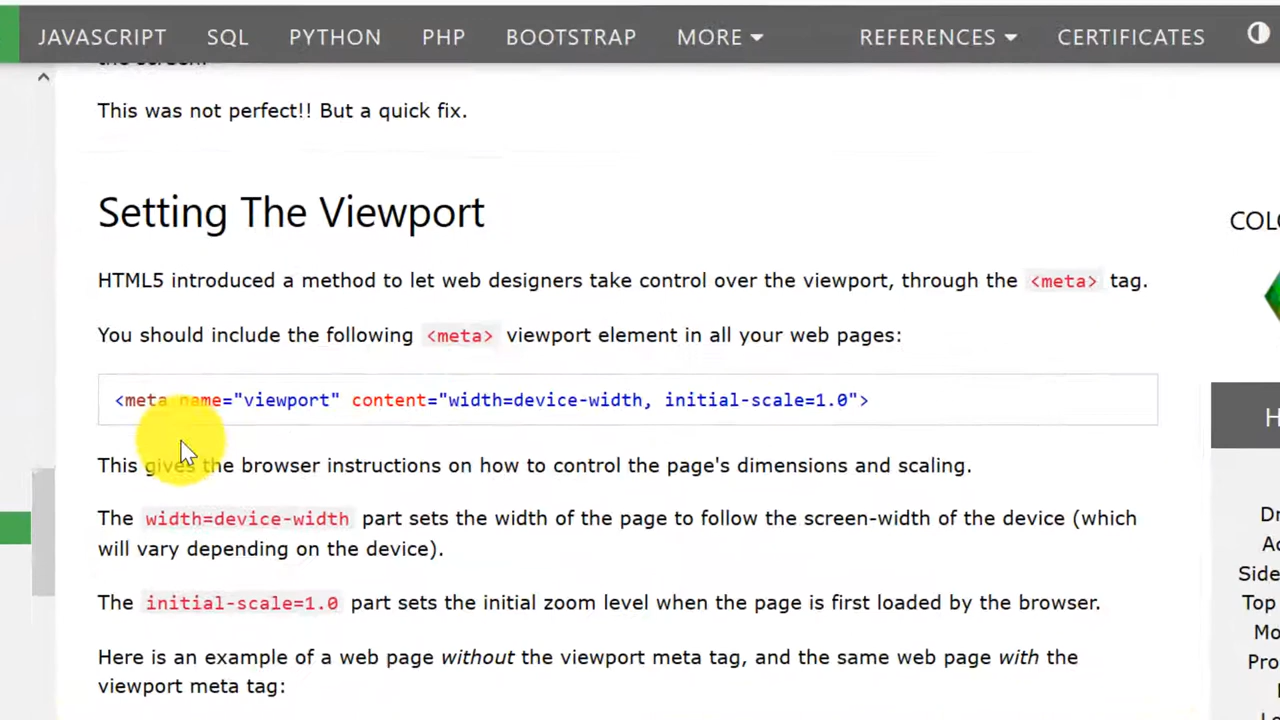 JAVASCRIPT SQL PYTHON PHP BOOTSTRAP MORE REFERENCES CERTIFICATES
the screen.
This was not perfect!! But a quick fix.
Setting The Viewport
COL
HTML5 introduced a method to let web designers take control over the viewport, through the <meta> tag.
You should include the following <meta> viewport element in all your web pages:
<meta name="viewport" content="width=device-width, initial-scale=1.0">
H
This gives the browser instructions on how to control the page's dimensions and scaling.
The width=device-width part sets the width of the page to follow the screen-width of the device (which
will vary depending on the device).
The initial-scale=1.0 part sets the initial zoom level when the page is first loaded by the browser.
Here is an example of a web page without the viewport meta tag, and the same web page with the
viewport meta tag:
Side
Top
Mo
Pro